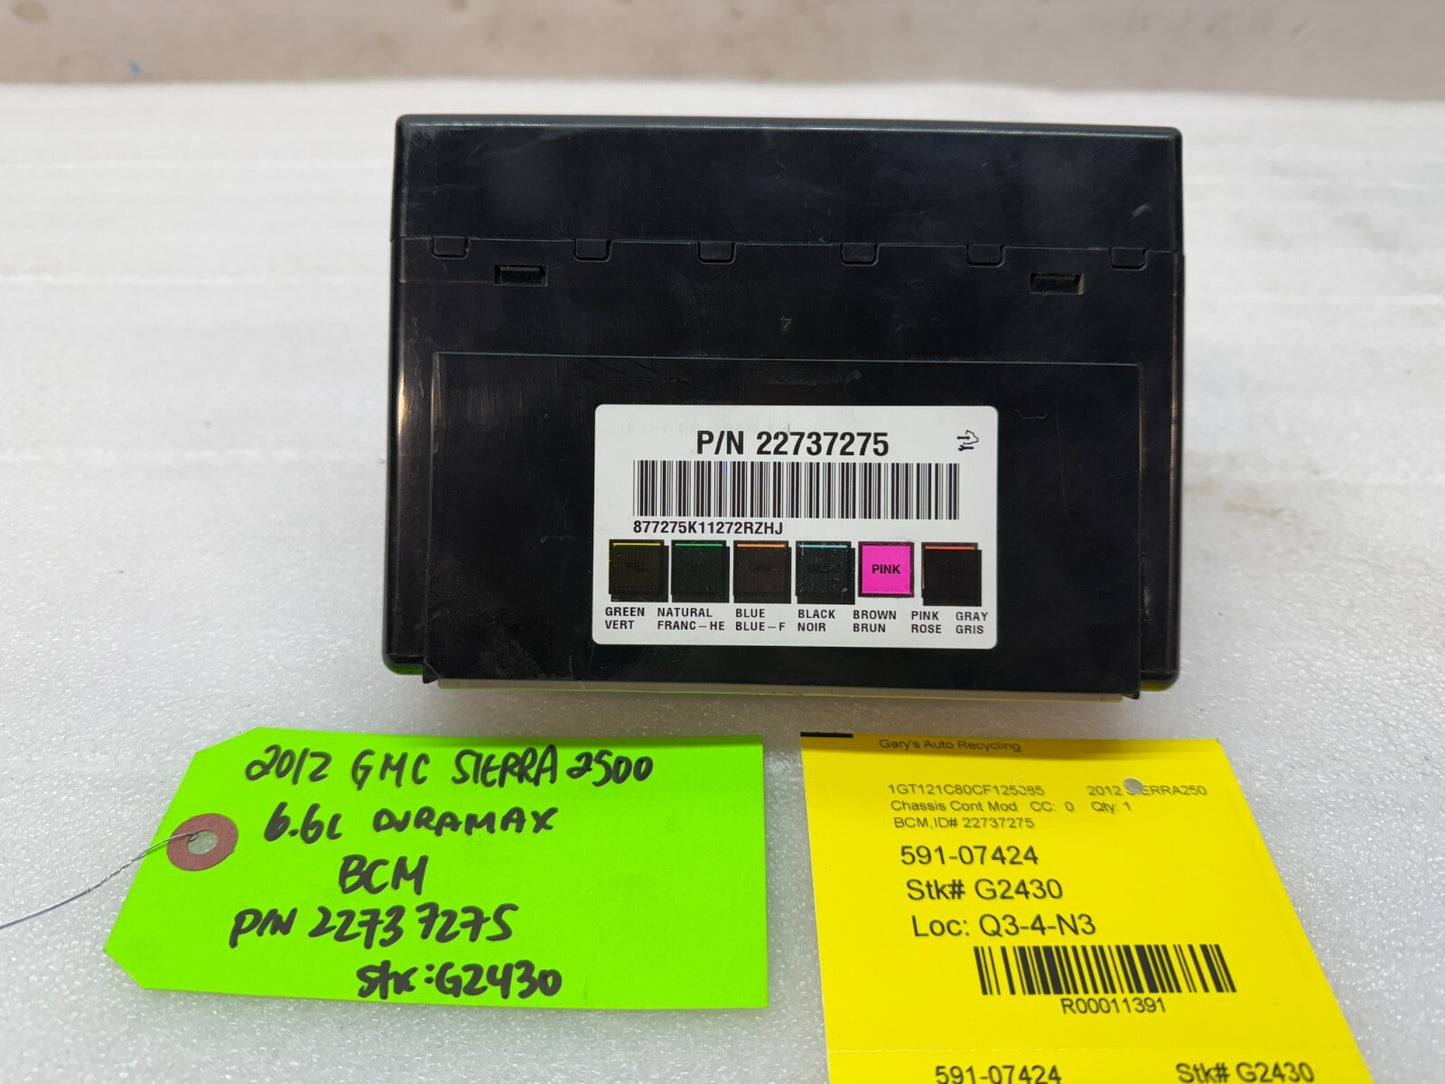 P/N 22737275
877275K11272RZHJ
YEL PINK
GREEN NATURAL BLUE BLACK BROWN PINK GRAY
VERT FRANC-HE BLUE-F NOIR BRUN ROSE GRIS
2012 GMC SIERRA 2500
6.6L DURAMAX
BCM
P/N 22737275
Stk:G2430
Gary's Auto Recycling
2012
Chassis Cont Mod CC: 0 Qty: 1
BCM,ID# 22737275
591-07424
Stk# G2430
Loc: Q3-4-N3
R00011391
591-07424 Stk# G2430